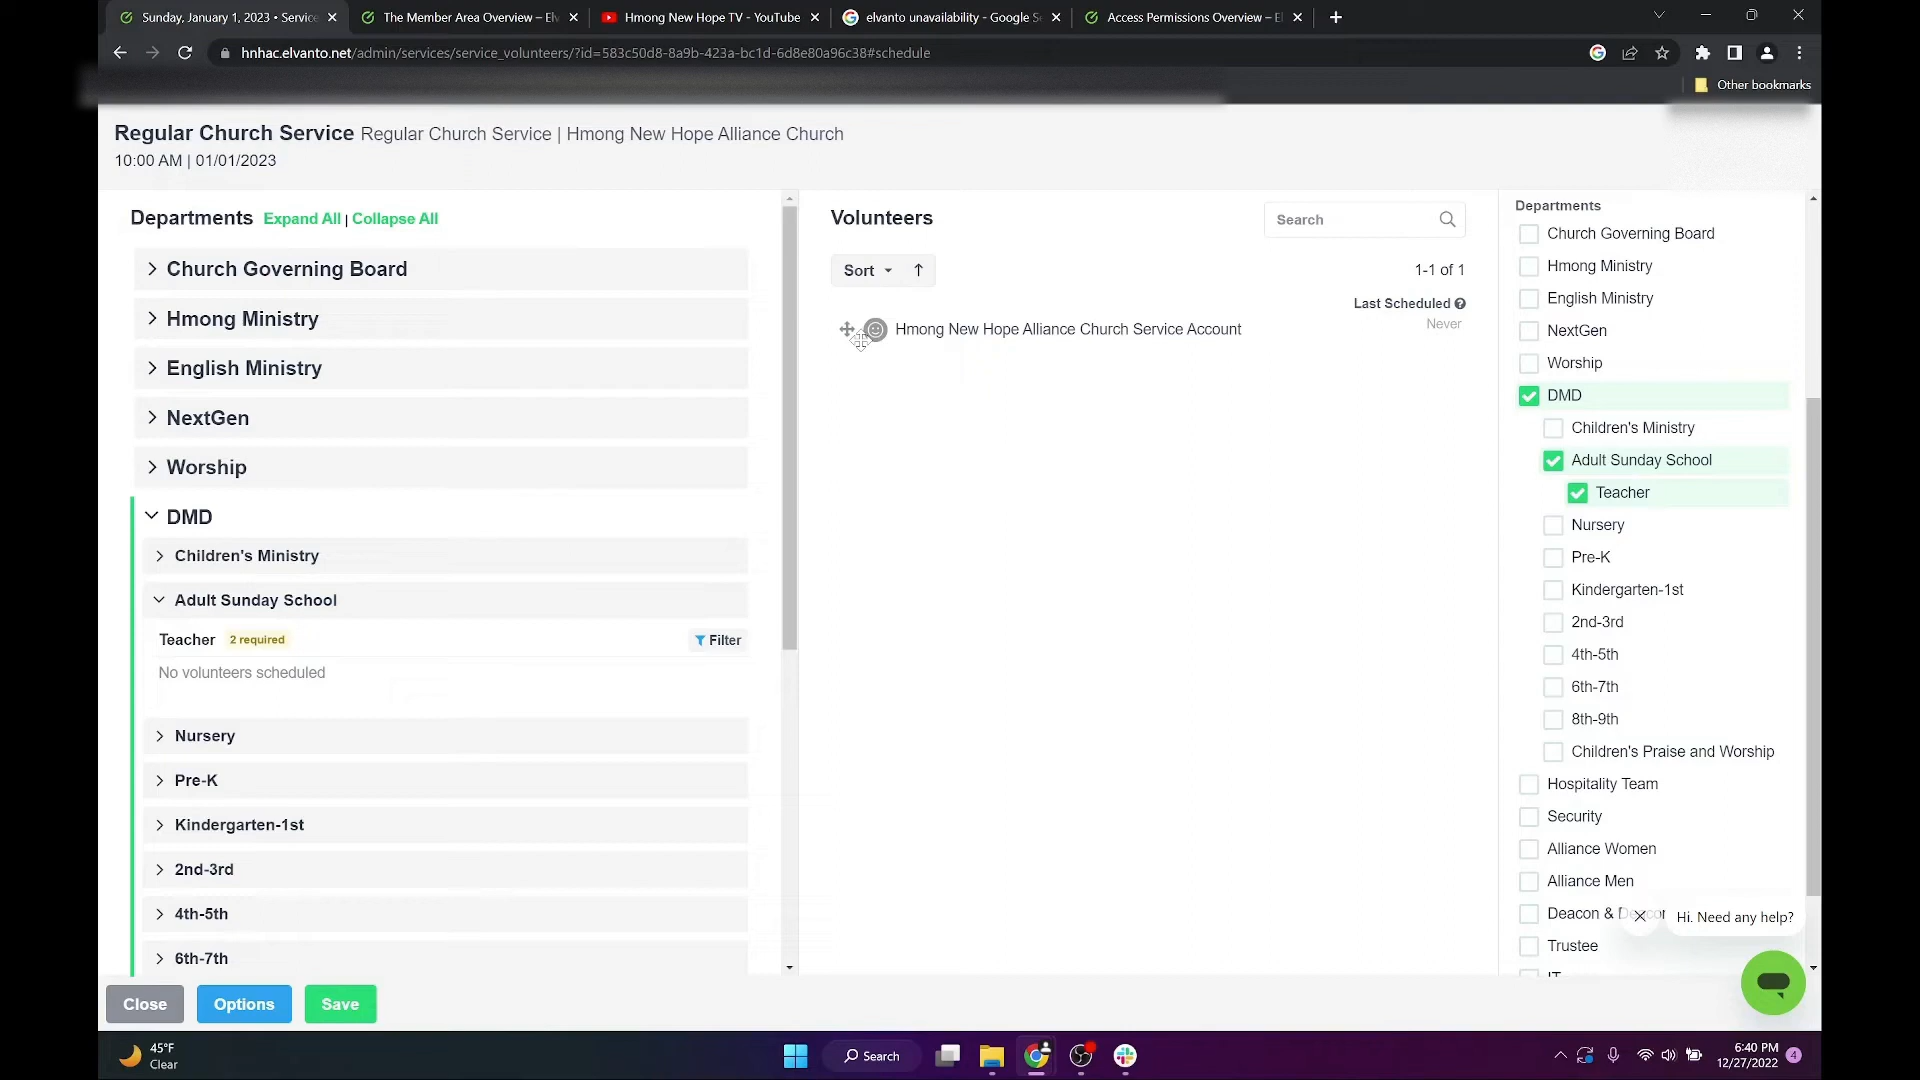 Sunday, January 1, 2023 • Service
The Member Area Overview – Elv
Hmong New Hope TV - YouTube
elvanto unavailability - Google Se
Access Permissions Overview – El
hnhac.elvanto.net/admin/services/service_volunteers/?id=583c50d8-8a9b-423a-bc1d-6d8e80a96c38#schedule
Other bookmarks
Regular Church Service Regular Church Service | Hmong New Hope Alliance Church
10:00 AM | 01/01/2023
Departments Expand All | Collapse All
Church Governing Board
Hmong Ministry
English Ministry
NextGen
Worship
DMD
Children's Ministry
Adult Sunday School
Teacher 2 required Filter
No volunteers scheduled
Nursery
Pre-K
Kindergarten-1st
2nd-3rd
4th-5th
6th-7th
Close Options Save
Volunteers
Search
Sort
1-1 of 1
Last Scheduled
Hmong New Hope Alliance Church Service Account
Never
Departments
Church Governing Board
Hmong Ministry
English Ministry
NextGen
Worship
DMD
Children's Ministry
Adult Sunday School
Teacher
Nursery
Pre-K
Kindergarten-1st
2nd-3rd
4th-5th
6th-7th
8th-9th
Children's Praise and Worship
Hospitality Team
Security
Alliance Women
Alliance Men
Deacon &
Hi. Need any help?
Trustee
IT
45°F
Clear
Search
6:40 PM
12/27/2022
4